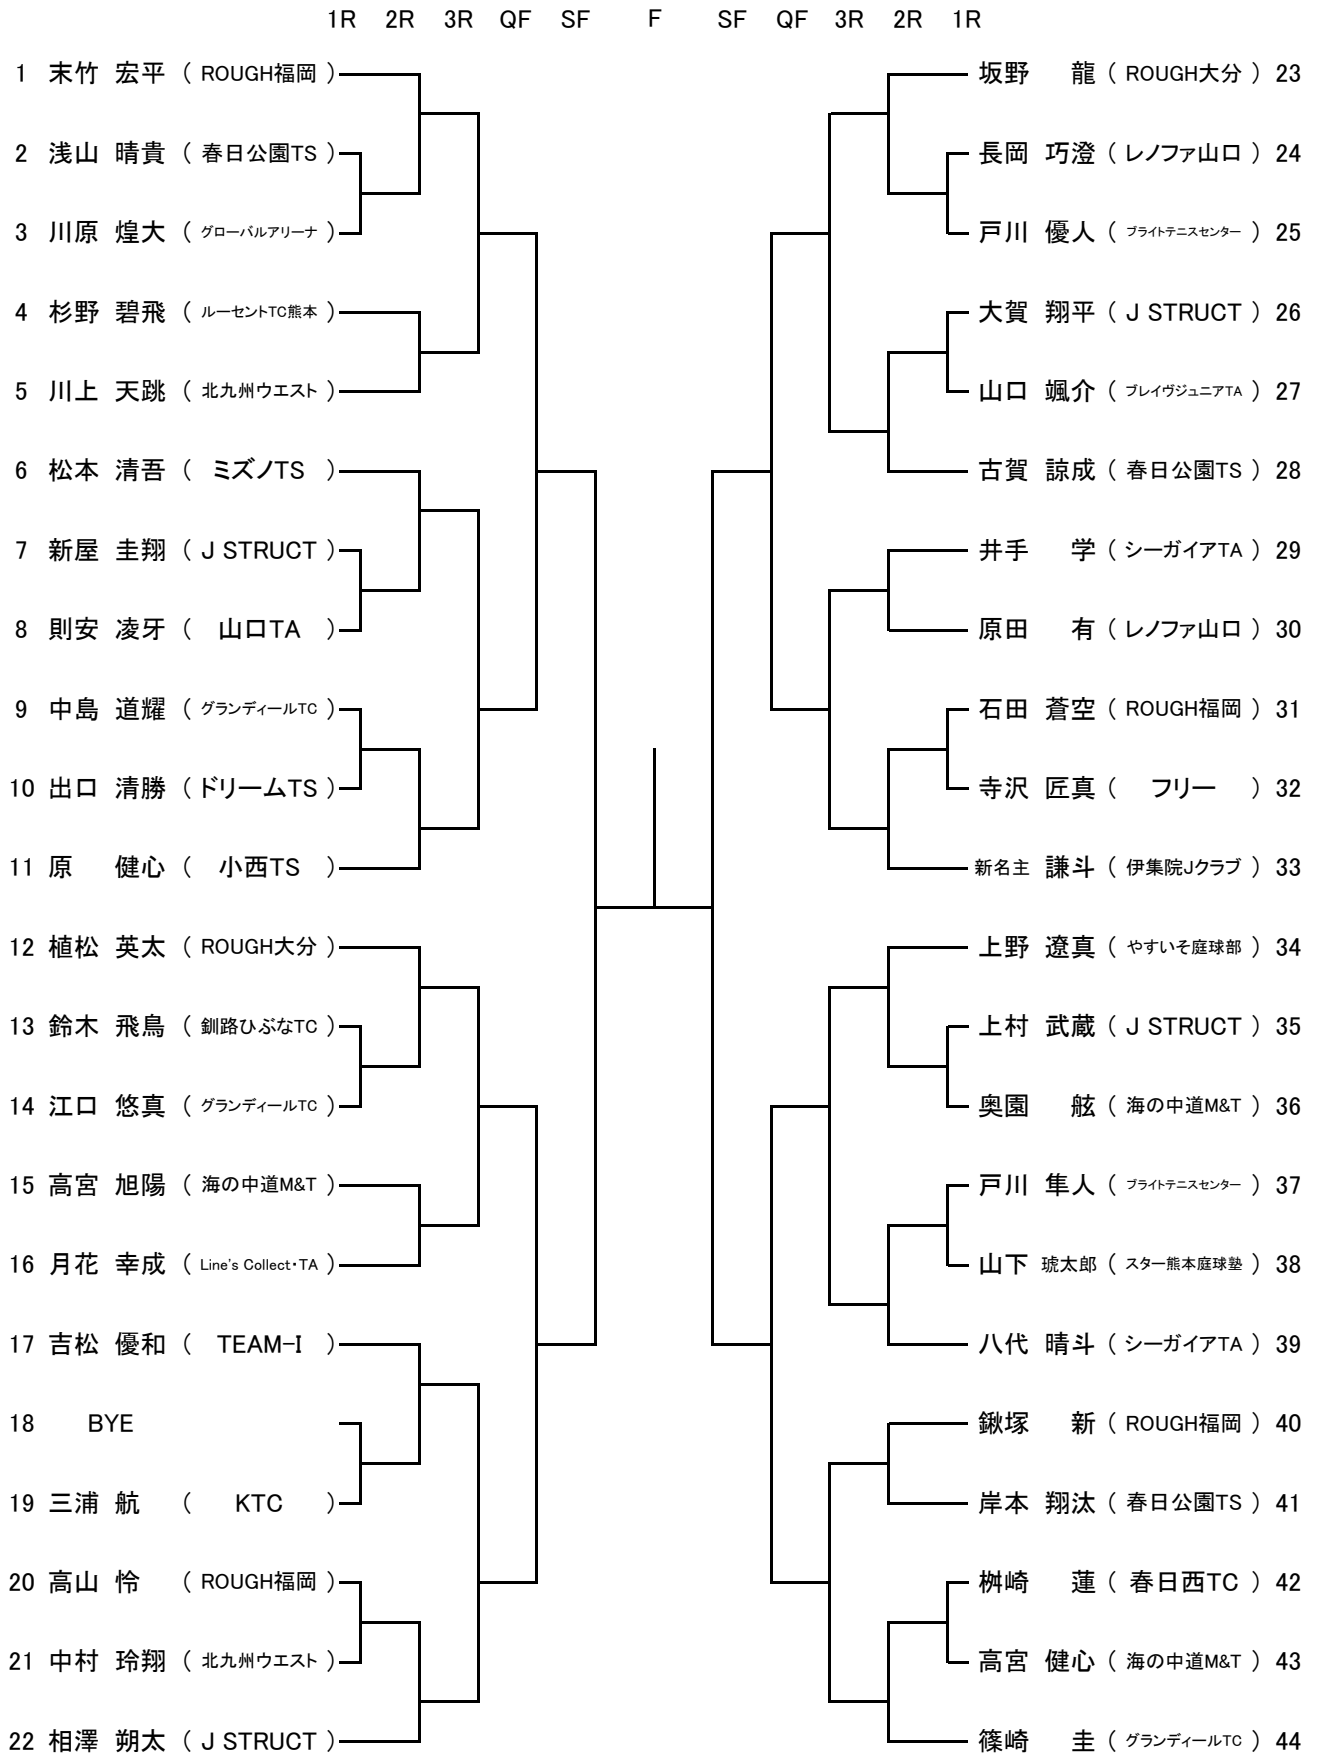 1R 2R 3R QF SF F SF QF 3R 2R 1R
1 末竹 宏平 ( ROUGH福岡 ) 坂野 龍 ( ROUGH大分 ) 23
2 浅山 晴貴 ( 春日公園TS ) 長岡 巧澄 ( レノファ山口 ) 24
3 川原 煌大 ( グローバルアリーナ ) 戸川 優人 ( ブライトテニスセンター ) 25
4 杉野 碧飛 ( ルーセントTC熊本 ) 大賀 翔平 ( J STRUCT ) 26
5 川上 天跳 ( 北九州ウエスト ) 山口 颯介 ( ブレイヴジュニアTA ) 27
6 松本 清吾 ( ミズノTS ) 古賀 諒成 ( 春日公園TS ) 28
7 新屋 圭翔 ( J STRUCT ) 井手 学 ( シーガイアTA ) 29
8 則安 凌牙 ( 山口TA ) 原田 有 ( レノファ山口 ) 30
9 中島 道耀 ( グランディールTC ) 石田 蒼空 ( ROUGH福岡 ) 31
10 出口 清勝 ( ドリームTS ) 寺沢 匠真 ( フリー ) 32
11 原 健心 ( 小西TS ) 新名主 謙斗 ( 伊集院Jクラブ ) 33
12 植松 英太 ( ROUGH大分 ) 上野 遼真 ( やすいそ庭球部 ) 34
13 鈴木 飛鳥 ( 釧路ひぶなTC ) 上村 武蔵 ( J STRUCT ) 35
14 江口 悠真 ( グランディールTC ) 奥園 舷 ( 海の中道M&T ) 36
15 高宮 旭陽 ( 海の中道M&T ) 戸川 隼人 ( ブライトテニスセンター ) 37
16 月花 幸成 ( Line's Collect・TA ) 山下 琥太郎 ( スター熊本庭球塾 ) 38
17 吉松 優和 ( TEAM-I ) 八代 晴斗 ( シーガイアTA ) 39
18 BYE 鍬塚 新 ( ROUGH福岡 ) 40
19 三浦 航 ( KTC ) 岸本 翔汰 ( 春日公園TS ) 41
20 高山 怜 ( ROUGH福岡 ) 桝崎 蓮 ( 春日西TC ) 42
21 中村 玲翔 ( 北九州ウエスト ) 高宮 健心 ( 海の中道M&T ) 43
22 相澤 朔太 ( J STRUCT ) 篠崎 圭 ( グランディールTC ) 44